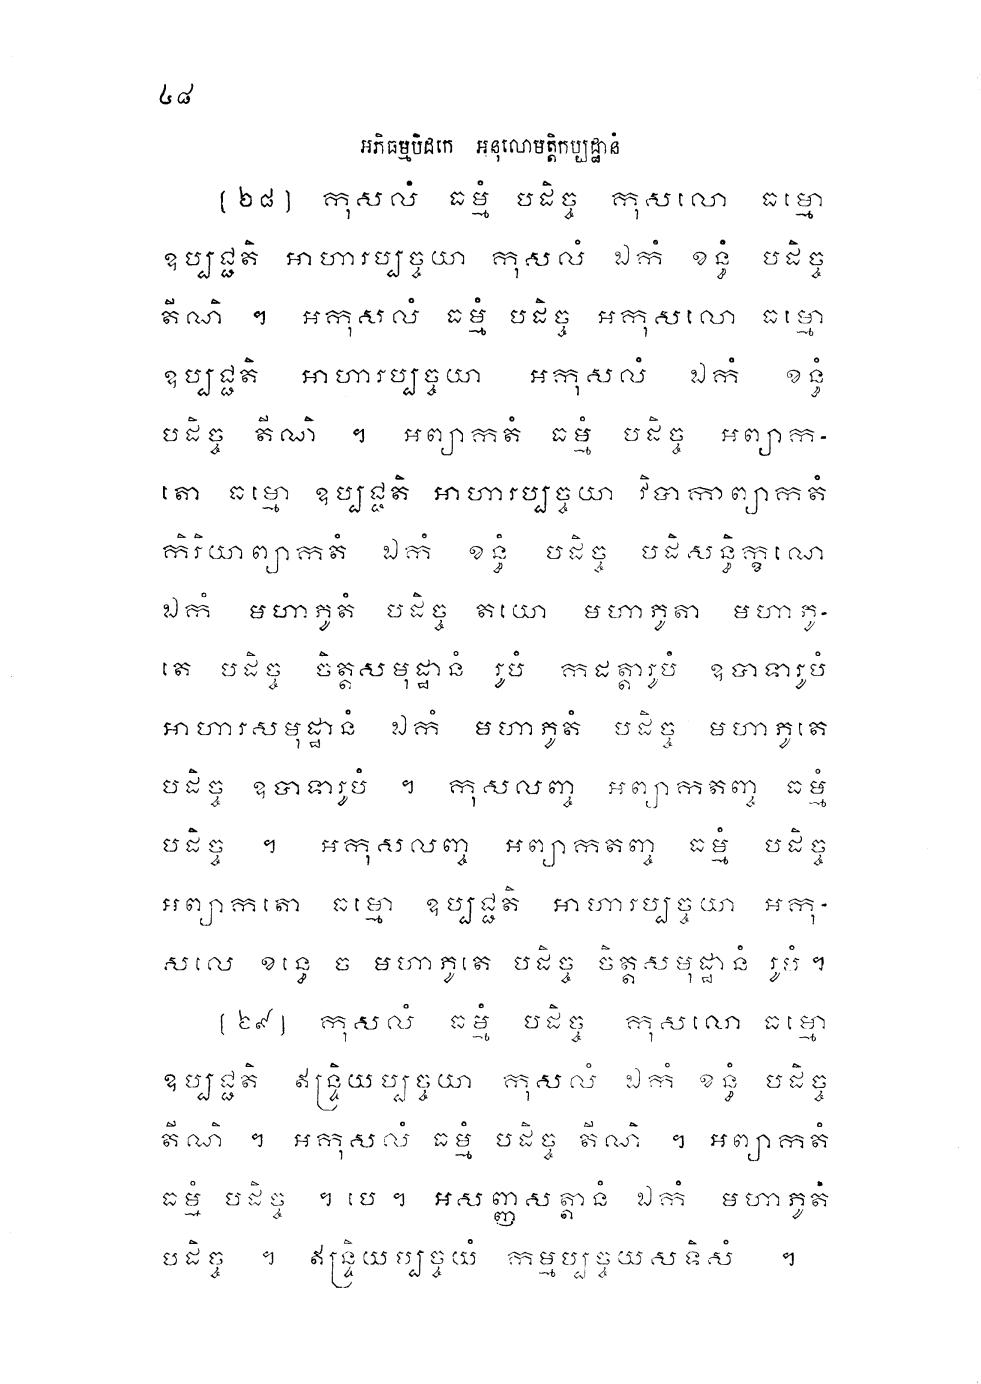 ៤៨
អភិធម្មបិដកេ អនុលោមត្តិកប្បដ្ឋានំ
[២៨] កុសលំ ធម្មំ បដិច្ច កុសលោ ធម្មោ
ឧប្បជ្ជតិ អាហារប្បច្ចយា កុសលំ ឯកំ ខន្ធំ បដិច្ច
តីណិ ។ អកុសលំ ធម្មំ បដិច្ច អកុសលោ ធម្មោ
ឧប្បជ្ជតិ អាហារប្បច្ចយា អកុសលំ ឯកំ ខន្ធំ
បដិច្ច តីណិ ។ អព្យាកតំ ធម្មំ បដិច្ច អព្យាក-
តោ ធម្មោ ឧប្បជ្ជតិ អាហារប្បច្ចយា វិបាកាព្យាកតំ
កិរិយាព្យាកតំ ឯកំ ខន្ធំ បដិច្ច បដិសន្ធិក្ខណេ
ឯកំ មហាភូតំ បដិច្ច តយោ មហាភូតា មហាភូ-
តេ បដិច្ច ចិត្តសមុដ្ឋានំ រូបំ កដត្តារូបំ ឧបាទារូបំ
អាហារសមុដ្ឋានំ ឯកំ មហាភូតំ បដិច្ច មហាភូតេ
បដិច្ច ឧបាទារូបំ ។ កុសលញ្ច អព្យាកតញ្ច ធម្មំ
បដិច្ច ។ អកុសលញ្ច អព្យាកតញ្ច ធម្មំ បដិច្ច
អព្យាកតោ ធម្មោ ឧប្បជ្ជតិ អាហារប្បច្ចយា អកុ-
សលេ ខន្ធេ ច មហាភូតេ បដិច្ច ចិត្តសមុដ្ឋានំ រូបំ ។
[២៩] កុសលំ ធម្មំ បដិច្ច កុសលោ ធម្មោ
ឧប្បជ្ជតិ ឥន្ទ្រិយប្បច្ចយា កុសលំ ឯកំ ខន្ធំ បដិច្ច
តីណិ ។ អកុសលំ ធម្មំ បដិច្ច តីណិ ។ អព្យាកតំ
ធម្មំ បដិច្ច ។ បេ ។ អសញ្ញសត្តានំ ឯកំ មហាភូតំ
បដិច្ច ។ ឥន្ទ្រិយប្បច្ចយំ កម្មប្បច្ចយសទិសំ ។